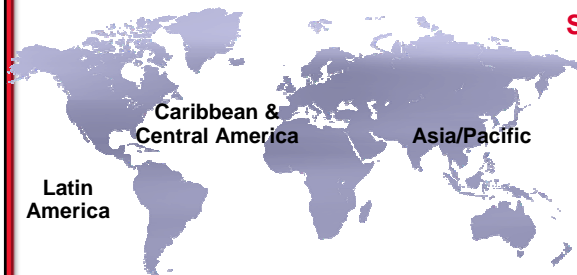 S
Caribbean &
Central America
Asia/Pacific
Latin
America